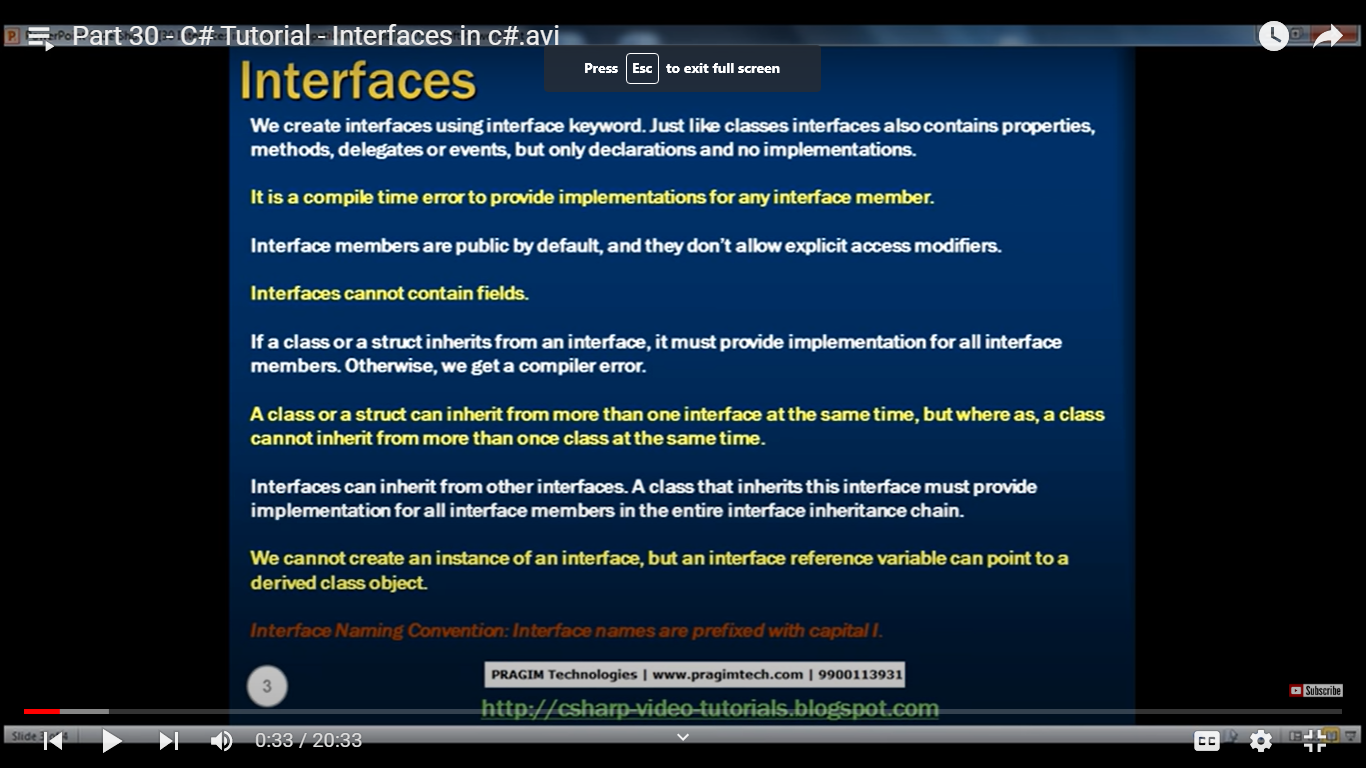 Part 30 - C# Tutorial - Interfaces in c#.avi
Press Esc to exit full screen
Interfaces
We create interfaces using interface keyword. Just like classes interfaces also contains properties,
methods, delegates or events, but only declarations and no implementations.
It is a compile time error to provide implementations for any interface member.
Interface members are public by default, and they don't allow explicit access modifiers.
Interfaces cannot contain fields.
If a class or a struct inherits from an interface, it must provide implementation for all interface
members. Otherwise, we get a compiler error.
A class or a struct can inherit from more than one interface at the same time, but where as, a class
cannot inherit from more than once class at the same time.
Interfaces can inherit from other interfaces. A class that inherits this interface must provide
implementation for all interface members in the entire interface inheritance chain.
We cannot create an instance of an interface, but an interface reference variable can point to a
derived class object.
Interface Naming Convention: Interface names are prefixed with capital I.
3
PRAGIM Technologies | www.pragimtech.com | 9900113931
Subscribe
http://csharp-video-tutorials.blogspot.com
Slide
0:33 / 20:33
CC